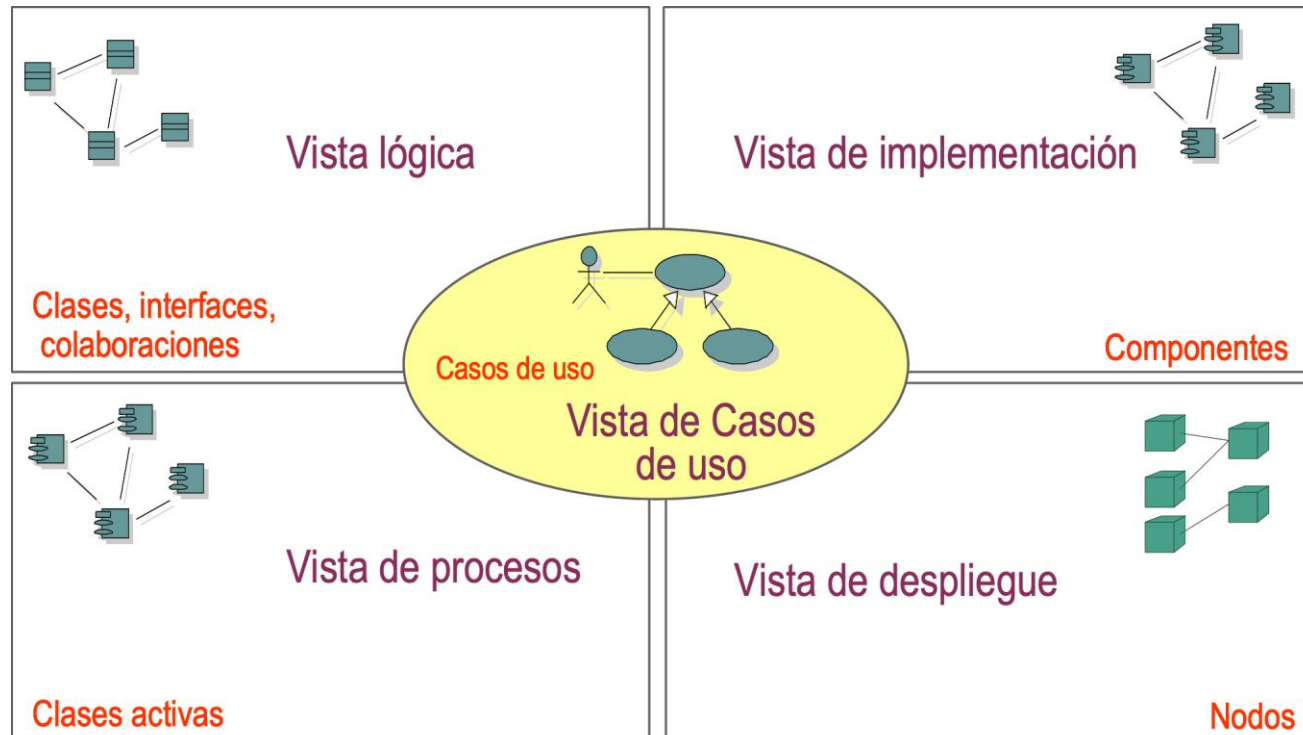 Vista lógica
Clases, interfaces,
colaboraciones
Vista de implementación
Componentes
Casos de uso
Vista de Casos
de uso
Vista de procesos
Clases activas
Vista de despliegue
Nodos